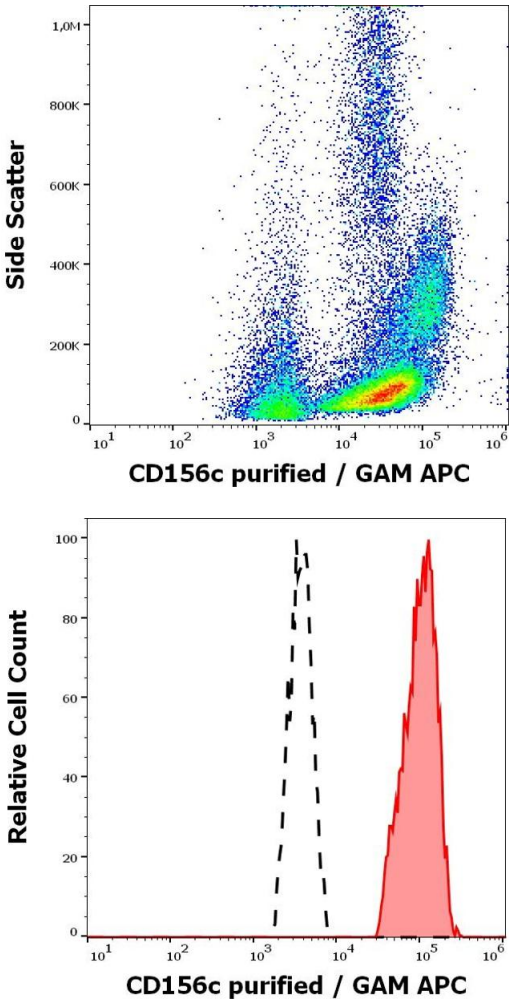 1,0M
800K
600K
400K
200K
0
Side Scatter
10¹ 10² 10³ 10⁴ 10⁵ 10⁶
CD156c purified / GAM APC
100
80
60
40
20
0
Relative Cell Count
10¹ 10² 10³ 10⁴ 10⁵ 10⁶
CD156c purified / GAM APC